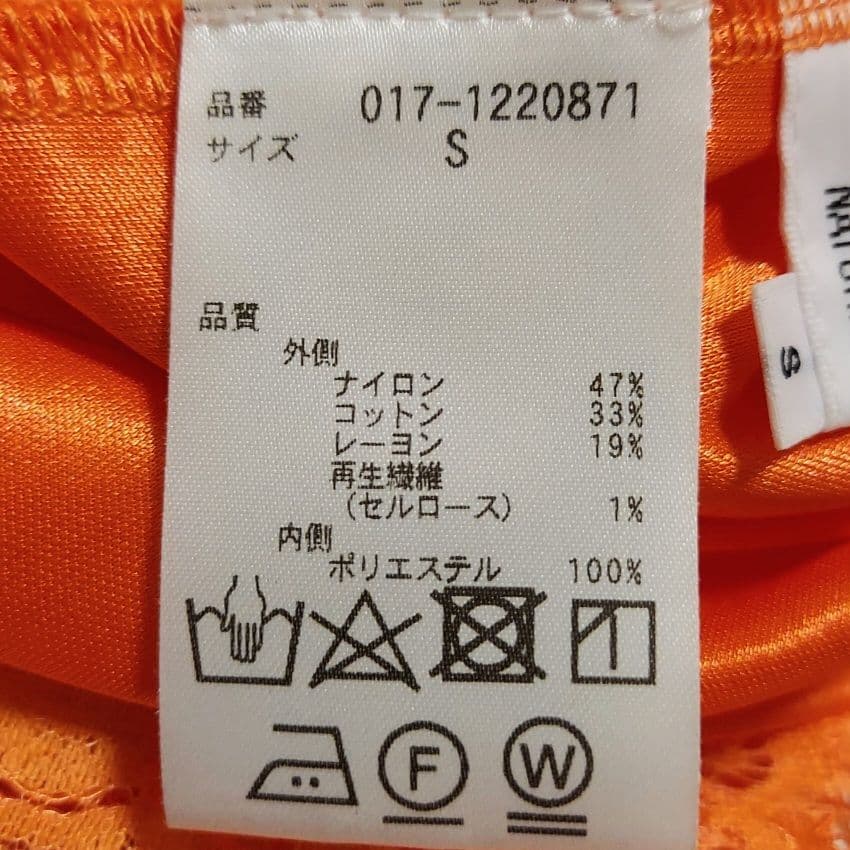 品番 017-1220871
サイズ S
品質
外側
ナイロン 47%
コットン 33%
レーヨン 19%
再生繊維
(セルロース) 1%
内側
ポリエステル 100%
F
W
S